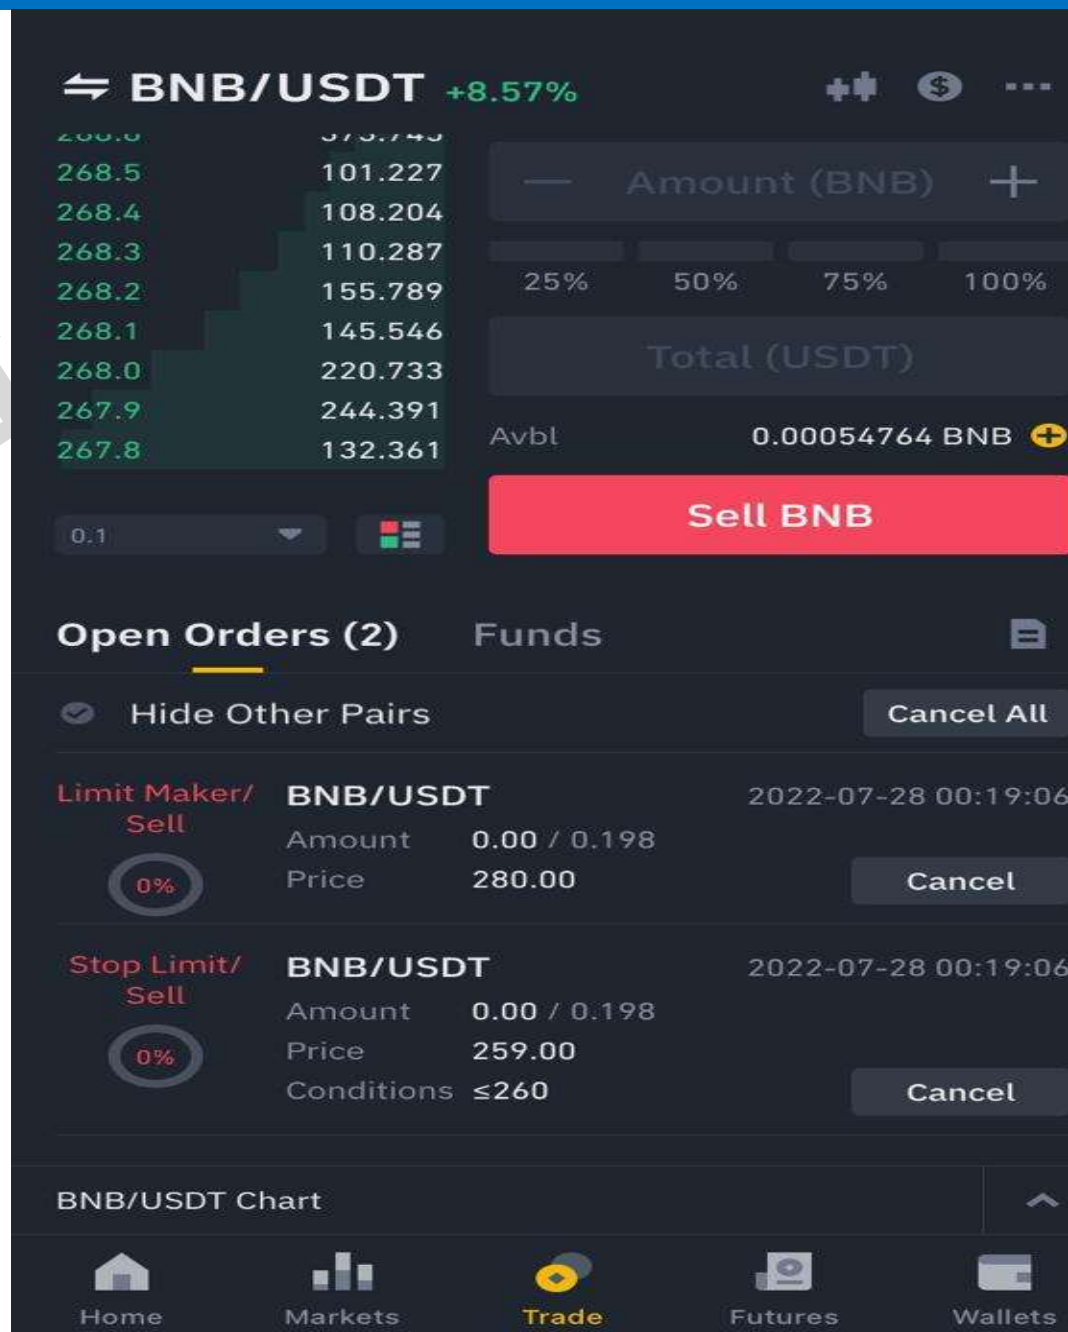 BNB/USDT +8.57%
268.5 101.227
268.4 108.204
268.3 110.287
268.2 155.789
268.1 145.546
268.0 220.733
267.9 244.391
267.8 132.361
0.1
Amount (BNB)
25% 50% 75% 100%
Total (USDT)
Avbl 0.00054764 BNB
Sell BNB
Open Orders (2) Funds
Hide Other Pairs Cancel All
Limit Maker/
Sell
0%
BNB/USDT 2022-07-28 00:19:06
Amount 0.00 / 0.198
Price 280.00
Cancel
Stop Limit/
Sell
0%
BNB/USDT 2022-07-28 00:19:06
Amount 0.00 / 0.198
Price 259.00
Conditions ≤260
Cancel
BNB/USDT Chart
Home Markets Trade Futures Wallets